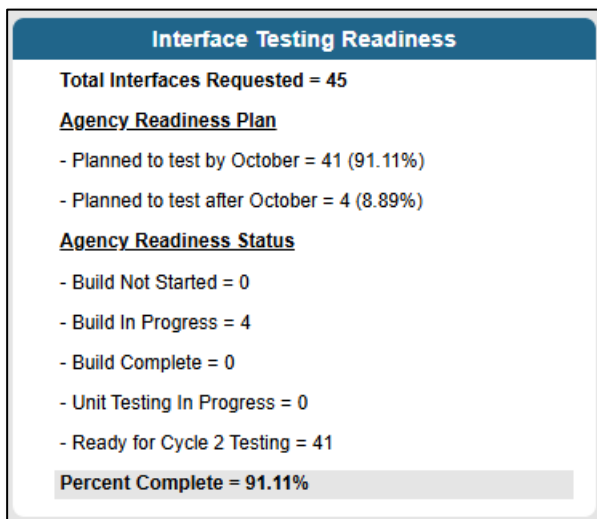 Interface Testing Readiness
Total Interfaces Requested = 45
Agency Readiness Plan
- Planned to test by October = 41 (91.11%)
- Planned to test after October = 4 (8.89%)
Agency Readiness Status
- Build Not Started = 0
- Build In Progress = 4
- Build Complete = 0
- Unit Testing In Progress = 0
- Ready for Cycle 2 Testing = 41
Percent Complete = 91.11%